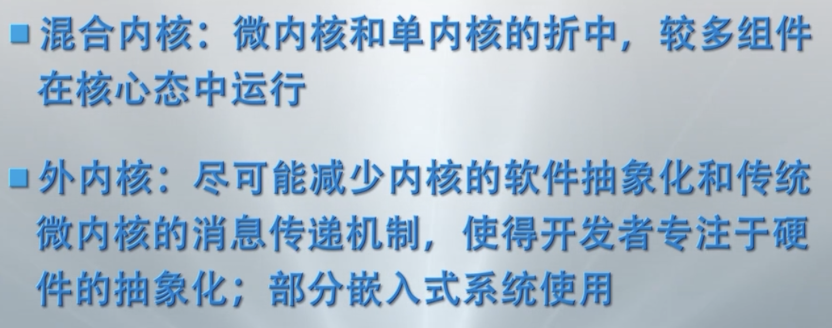 ■混合内核：微内核和单内核的折中，较多组件
在核心态中运行
■外内核：尽可能减少内核的软件抽象化和传统
微内核的消息传递机制，使得开发者专注于硬
件的抽象化；部分嵌入式系统使用